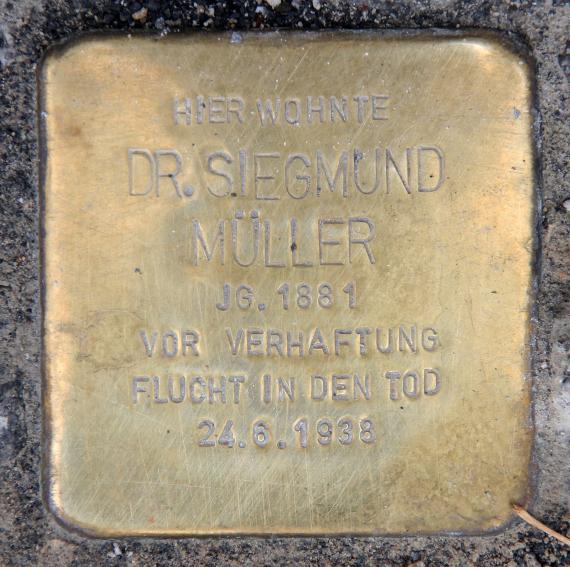 HIER WOHNTE
DR. SIEGMUND
MÜLLER
JG. 1881
VOR VERHAFTUNG
FLUCHT IN DEN TOD
24.6.1938